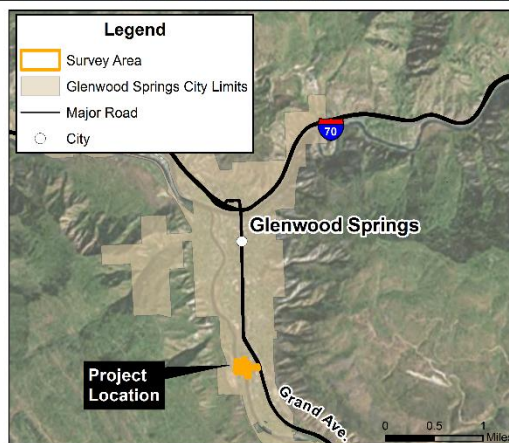 Legend
Survey Area
Glenwood Springs City Limits
Major Road
City
70
Glenwood Springs
Project
Location
Grand Ave
0 0.5 1
Miles